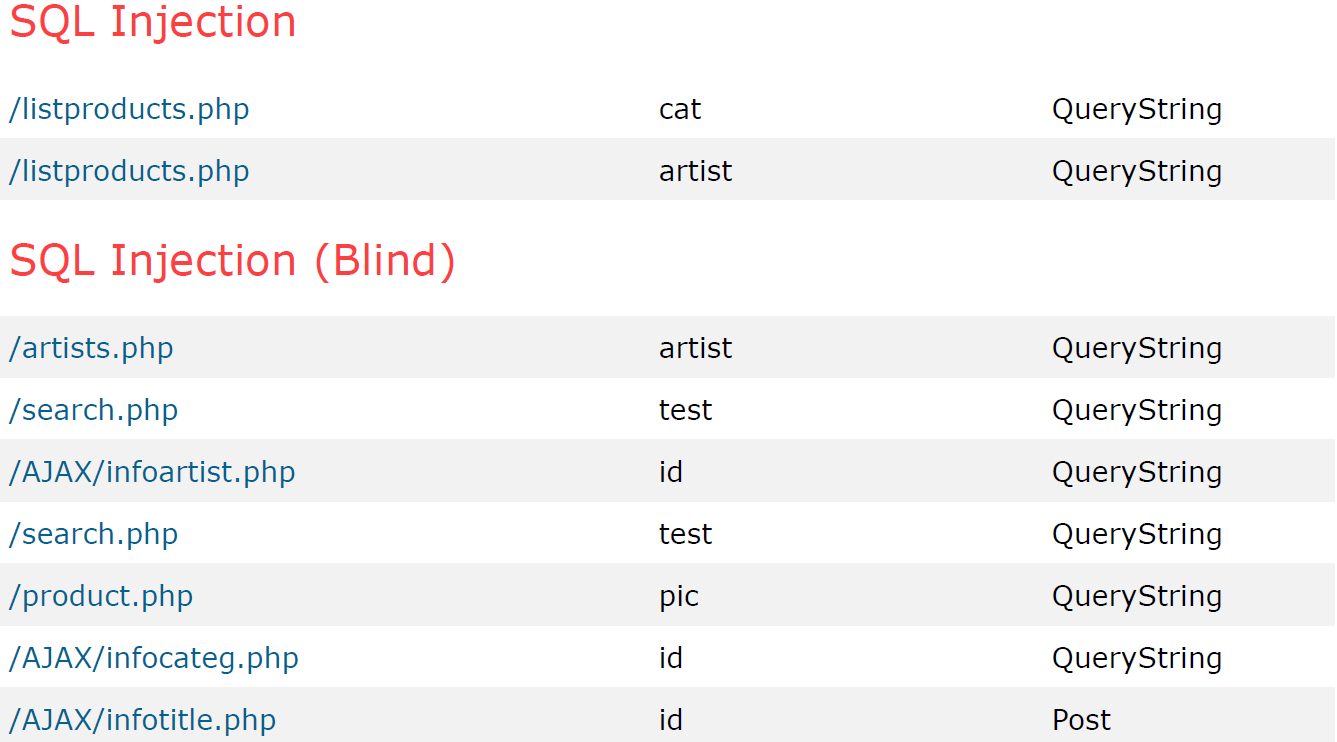 SQL Injection
/listproducts.php cat QueryString
/listproducts.php artist QueryString
SQL Injection (Blind)
/artists.php artist QueryString
/search.php test QueryString
/AJAX/infoartist.php id QueryString
/search.php test QueryString
/product.php pic QueryString
/AJAX/infocateg.php id QueryString
/AJAX/infotitle.php id Post